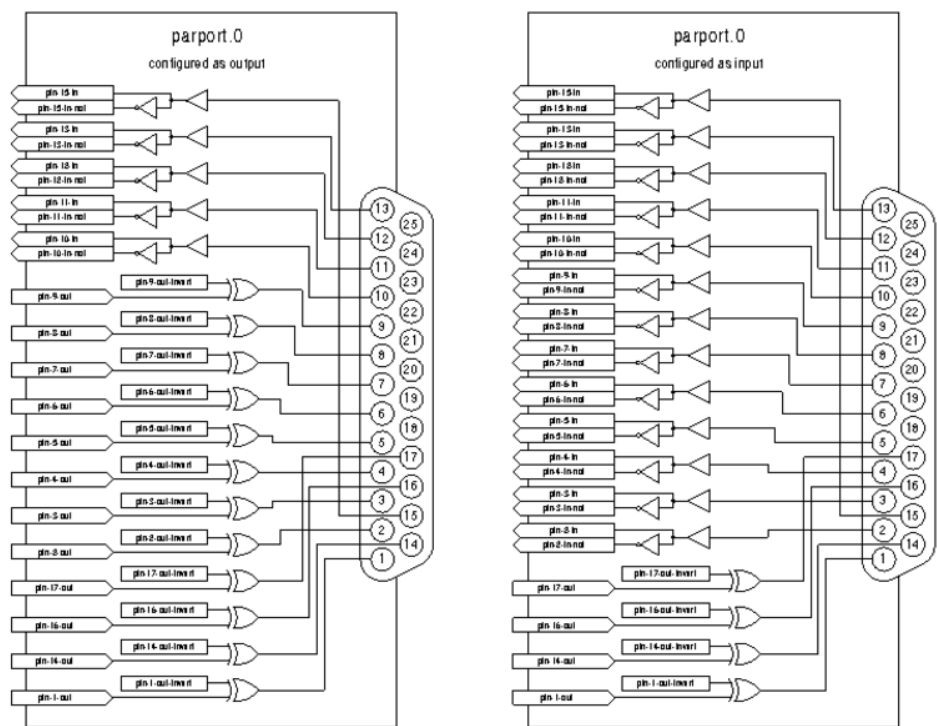 parport.0
configured as output
pin-15-in
pin-15-in-not
pin-13-in
pin-13-in-not
pin-12-in
pin-12-in-not
pin-11-in
pin-11-in-not
pin-10-in
pin-10-in-not
pin-9-out-invert
pin-9-out
pin-8-out-invert
pin-8-out
pin-7-out-invert
pin-7-out
pin-6-out-invert
pin-6-out
pin-5-out-invert
pin-5-out
pin-4-out-invert
pin-4-out
pin-3-out-invert
pin-3-out
pin-2-out-invert
pin-2-out
pin-17-out-invert
pin-17-out
pin-16-out-invert
pin-16-out
pin-14-out-invert
pin-14-out
pin-1-out-invert
pin-1-out
13
25
12
24
11
23
10
22
9
21
8
20
7
19
6
18
5
17
4
16
3
15
2
14
1
parport.0
configured as input
pin-15-in
pin-15-in-not
pin-13-in
pin-13-in-not
pin-12-in
pin-12-in-not
pin-11-in
pin-11-in-not
pin-10-in
pin-10-in-not
pin-9-in
pin-9-in-not
pin-8-in
pin-8-in-not
pin-7-in
pin-7-in-not
pin-6-in
pin-6-in-not
pin-5-in
pin-5-in-not
pin-4-in
pin-4-in-not
pin-3-in
pin-3-in-not
pin-2-in
pin-2-in-not
pin-17-out-invert
pin-17-out
pin-16-out-invert
pin-16-out
pin-14-out-invert
pin-14-out
pin-1-out-invert
pin-1-out
13
25
12
24
11
23
10
22
9
21
8
20
7
19
6
18
5
17
4
16
3
15
2
14
1